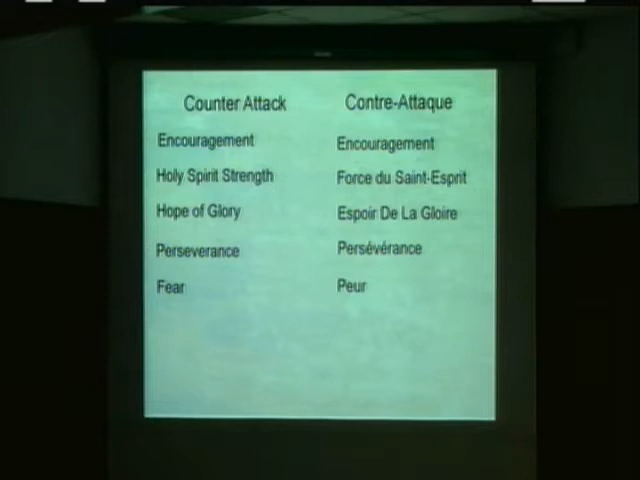 Counter Attack
Encouragement
Holy Spirit Strength
Hope of Glory
Perseverance
Fear
Contre-Attaque
Encouragement
Force du Saint-Esprit
Espoir De La Gloire
Persévérance
Peur